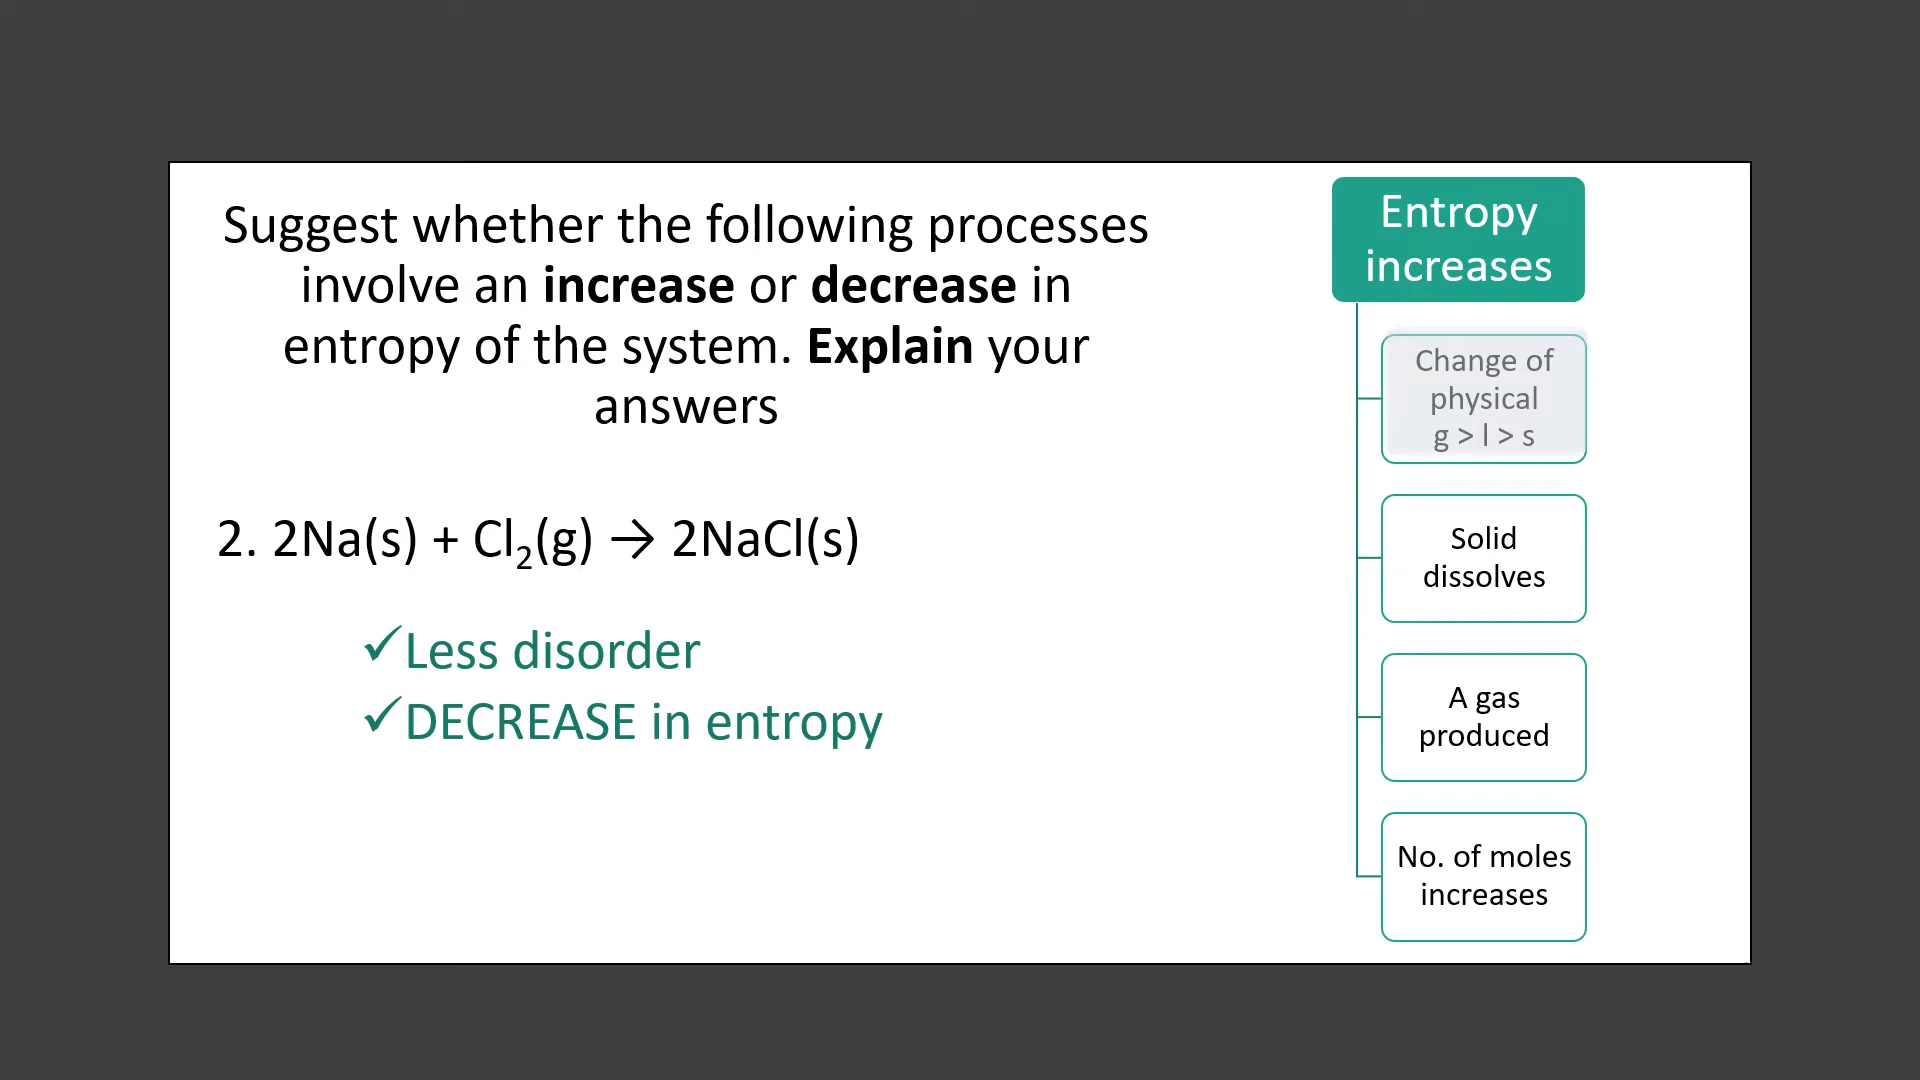 Suggest whether the following processes
involve an increase or decrease in
entropy of the system. Explain your
answers
2. 2Na(s) + Cl₂(g) → 2NaCl(s)
✓Less disorder
✓DECREASE in entropy
Entropy
increases
Change of
physical
g > l > s
Solid
dissolves
A gas
produced
No. of moles
increases